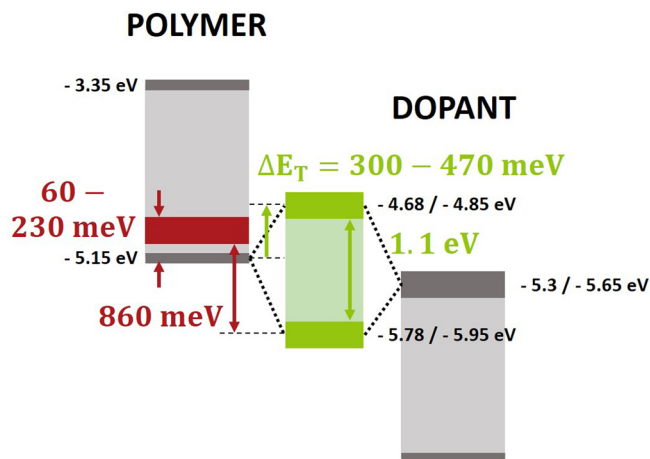 POLYMER
- 3.35 eV
DOPANT
ΔE_T = 300 – 470 meV
60 –
230 meV
- 4.68 / - 4.85 eV
1.1 eV
- 5.15 eV
- 5.3 / - 5.65 eV
860 meV
- 5.78 / - 5.95 eV